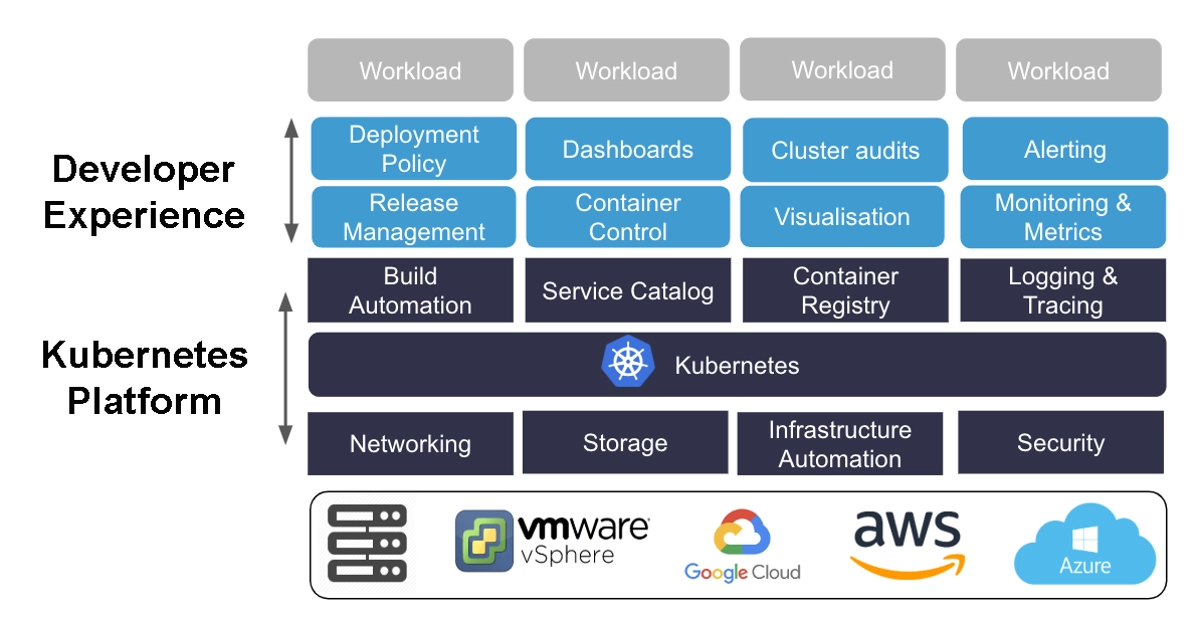 Workload
Workload
Workload
Workload
Developer
Experience
Deployment
Policy
Dashboards
Cluster audits
Alerting
Release
Management
Container
Control
Visualisation
Monitoring &
Metrics
Kubernetes
Platform
Build
Automation
Service Catalog
Container
Registry
Logging &
Tracing
Kubernetes
Networking
Storage
Infrastructure
Automation
Security
vmware
vSphere
Google Cloud
aws
Azure